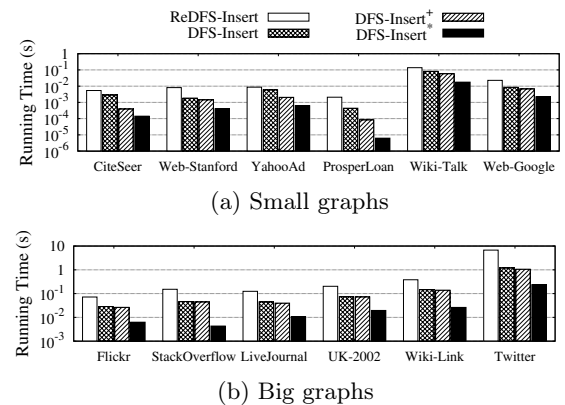 ReDFS-Insert DFS-Insert⁺
DFS-Insert DFS-Insert*
Running Time (s)
1
10⁻¹
10⁻²
10⁻³
10⁻⁴
10⁻⁵
10⁻⁶
CiteSeer Web-Stanford YahooAd ProsperLoan Wiki-Talk Web-Google
(a) Small graphs
Running Time (s)
10
1
10⁻¹
10⁻²
10⁻³
Flickr StackOverflow LiveJournal UK-2002 Wiki-Link Twitter
(b) Big graphs